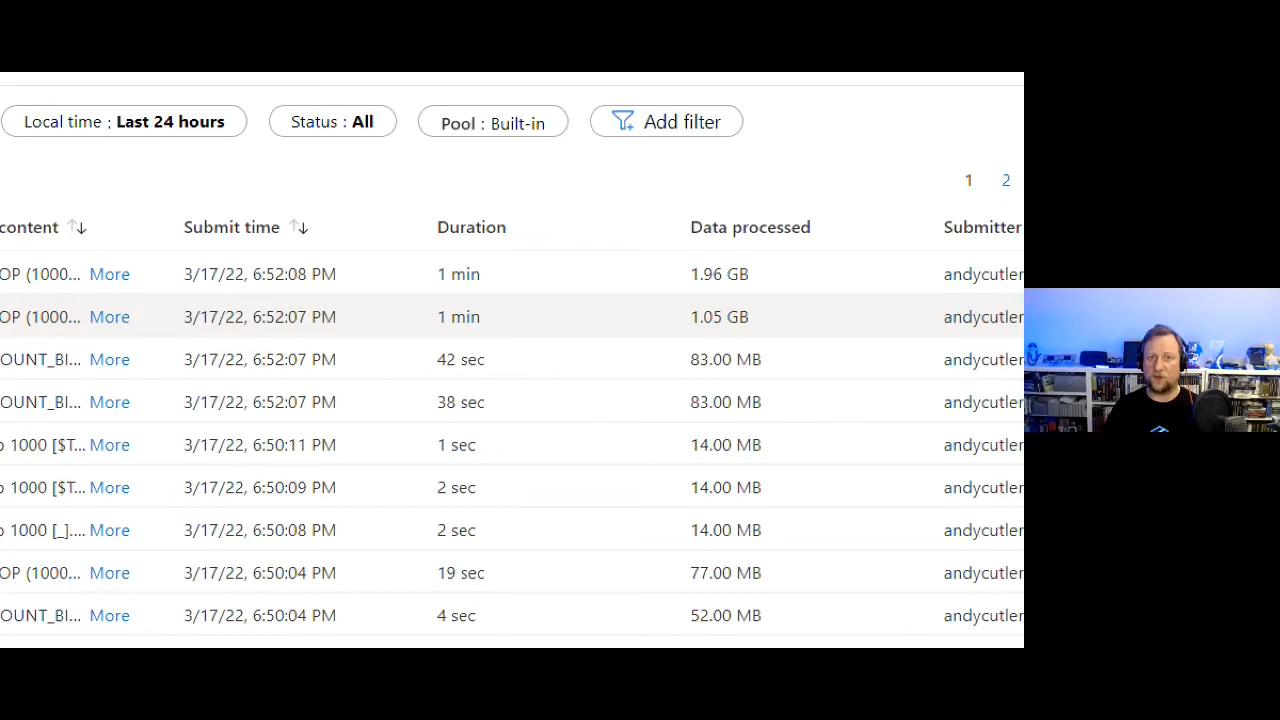 Local time : Last 24 hours Status : All Pool : Built-in Add filter
1 2
content Submit time Duration Data processed Submitter
OP (1000... More 3/17/22, 6:52:08 PM 1 min 1.96 GB andycutler
OP (1000... More 3/17/22, 6:52:07 PM 1 min 1.05 GB andycutler
OUNT_BI... More 3/17/22, 6:52:07 PM 42 sec 83.00 MB andycutler
OUNT_BI... More 3/17/22, 6:52:07 PM 38 sec 83.00 MB andycutler
p 1000 [$T... More 3/17/22, 6:50:11 PM 1 sec 14.00 MB andycutler
p 1000 [$T... More 3/17/22, 6:50:09 PM 2 sec 14.00 MB andycutler
p 1000 [_].... More 3/17/22, 6:50:08 PM 2 sec 14.00 MB andycutler
OP (1000... More 3/17/22, 6:50:04 PM 19 sec 77.00 MB andycutler
OUNT_BI... More 3/17/22, 6:50:04 PM 4 sec 52.00 MB andycutler